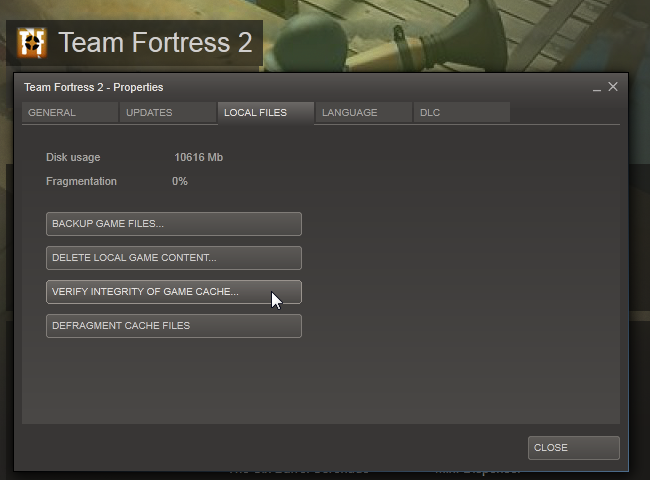 Team Fortress 2
Team Fortress 2 - Properties
GENERAL UPDATES LOCAL FILES LANGUAGE DLC
Disk usage 10616 Mb
Fragmentation 0%
BACKUP GAME FILES...
DELETE LOCAL GAME CONTENT...
VERIFY INTEGRITY OF GAME CACHE...
DEFRAGMENT CACHE FILES
CLOSE